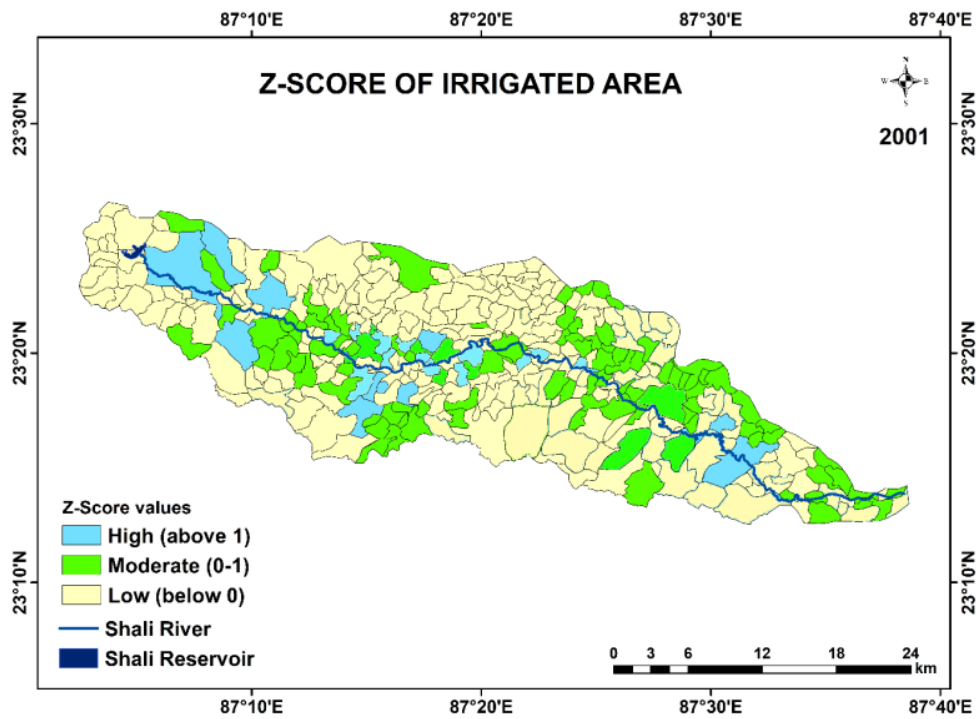 87°10'E 87°20'E 87°30'E 87°40'E
Z-SCORE OF IRRIGATED AREA
N
W E
S
2001
23°30'N 23°30'N
23°20'N 23°20'N
23°10'N 23°10'N
Z-Score values
High (above 1)
Moderate (0-1)
Low (below 0)
Shali River
Shali Reservoir
0 3 6 12 18 24
km
87°10'E 87°20'E 87°30'E 87°40'E